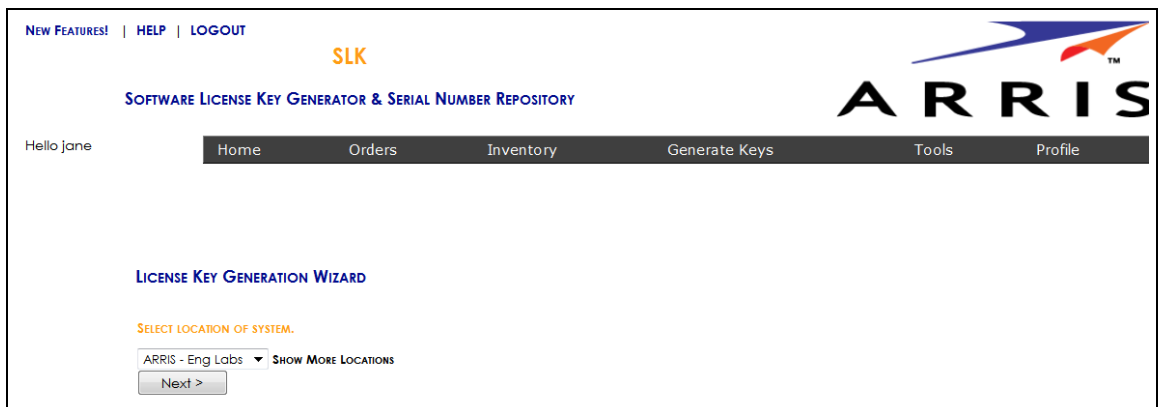 NEW FEATURES! | HELP | LOGOUT
SLK
SOFTWARE LICENSE KEY GENERATOR & SERIAL NUMBER REPOSITORY
TM
ARRIS
Hello jane
Home Orders Inventory Generate Keys Tools Profile
LICENSE KEY GENERATION WIZARD
SELECT LOCATION OF SYSTEM.
ARRIS - Eng Labs SHOW MORE LOCATIONS
Next >